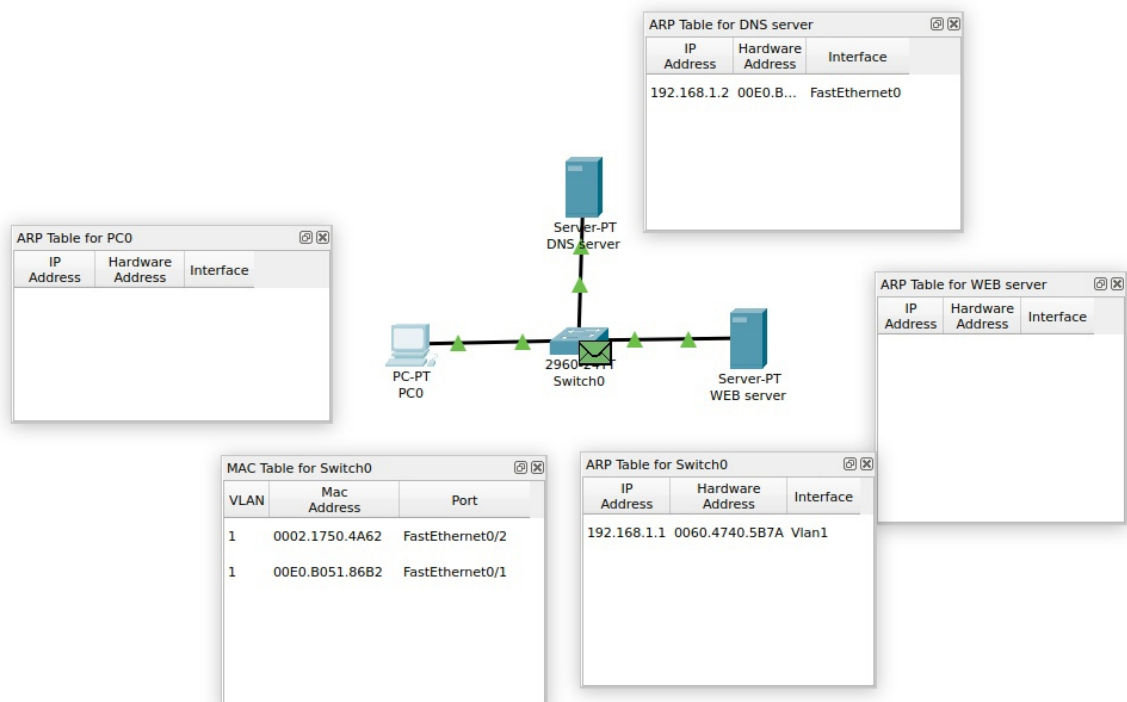 ARP Table for DNS server
IP Address Hardware Address Interface
192.168.1.2 00E0.B... FastEthernet0
Server-PT
DNS server
ARP Table for PC0
IP Address Hardware Address Interface
ARP Table for WEB server
IP Address Hardware Address Interface
PC-PT
PC0
Switch0
Server-PT
WEB server
MAC Table for Switch0
VLAN Mac Address Port
1 0002.1750.4A62 FastEthernet0/2
1 00E0.B051.86B2 FastEthernet0/1
ARP Table for Switch0
IP Address Hardware Address Interface
192.168.1.1 0060.4740.5B7A Vlan1